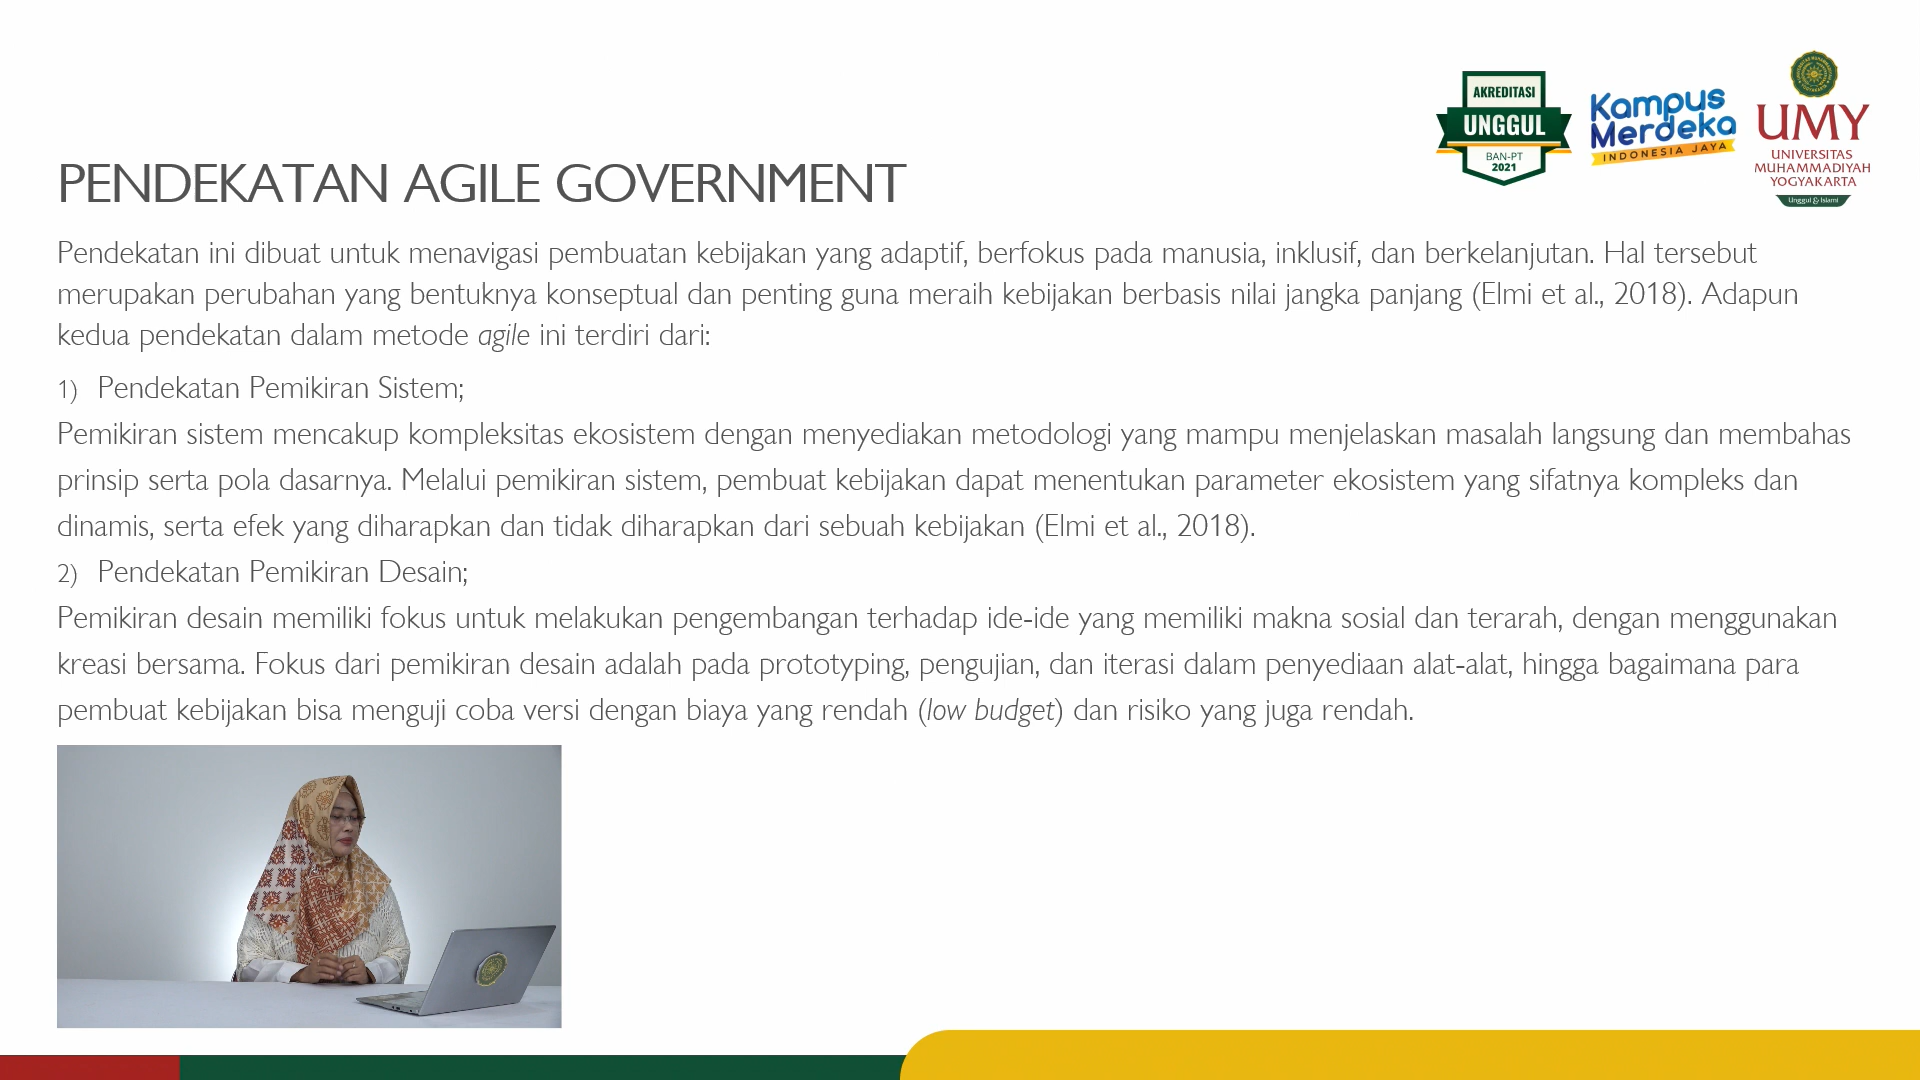 AKREDITASI
UNGGUL
BAN-PT
2021
Kampus
Merdeka
INDONESIA JAYA
UMY
UNIVERSITAS
MUHAMMADIYAH
YOGYAKARTA
Unggul & Islami
PENDEKATAN AGILE GOVERNMENT
Pendekatan ini dibuat untuk menavigasi pembuatan kebijakan yang adaptif, berfokus pada manusia, inklusif, dan berkelanjutan. Hal tersebut
merupakan perubahan yang bentuknya konseptual dan penting guna meraih kebijakan berbasis nilai jangka panjang (Elmi et al., 2018). Adapun
kedua pendekatan dalam metode agile ini terdiri dari:
1) Pendekatan Pemikiran Sistem;
Pemikiran sistem mencakup kompleksitas ekosistem dengan menyediakan metodologi yang mampu menjelaskan masalah langsung dan membahas
prinsip serta pola dasarnya. Melalui pemikiran sistem, pembuat kebijakan dapat menentukan parameter ekosistem yang sifatnya kompleks dan
dinamis, serta efek yang diharapkan dan tidak diharapkan dari sebuah kebijakan (Elmi et al., 2018).
2) Pendekatan Pemikiran Desain;
Pemikiran desain memiliki fokus untuk melakukan pengembangan terhadap ide-ide yang memiliki makna sosial dan terarah, dengan menggunakan
kreasi bersama. Fokus dari pemikiran desain adalah pada prototyping, pengujian, dan iterasi dalam penyediaan alat-alat, hingga bagaimana para
pembuat kebijakan bisa menguji coba versi dengan biaya yang rendah (low budget) dan risiko yang juga rendah.